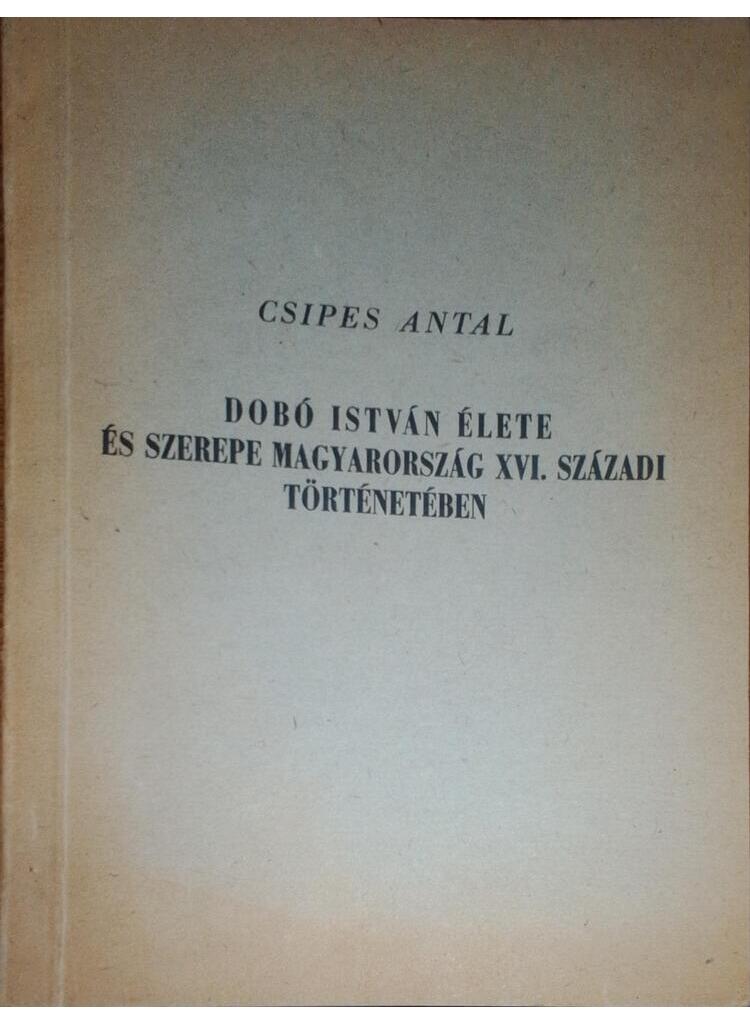 CSIPES ANTAL
DOBÓ ISTVÁN ÉLETE
ÉS SZEREPE MAGYARORSZÁG XVI. SZÁZADI
TÖRTÉNETÉBEN